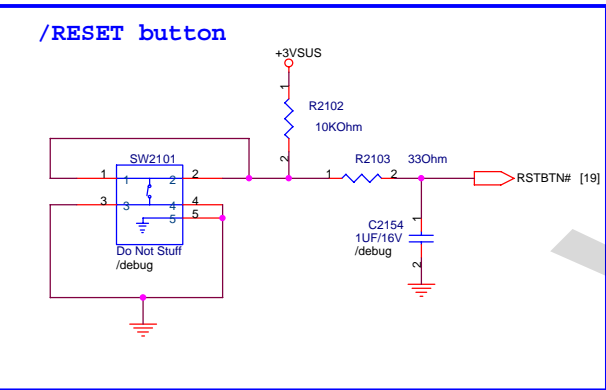 /RESET button
+3VSUS
1
R2102
10KOhm
2
R2103 33Ohm
SW2101
1 1 2 2
1 2
RSTBTN# [19]
3 3 4 4
5 5
C2154
1UF/16V
/debug
1
2
Do Not Stuff
/debug